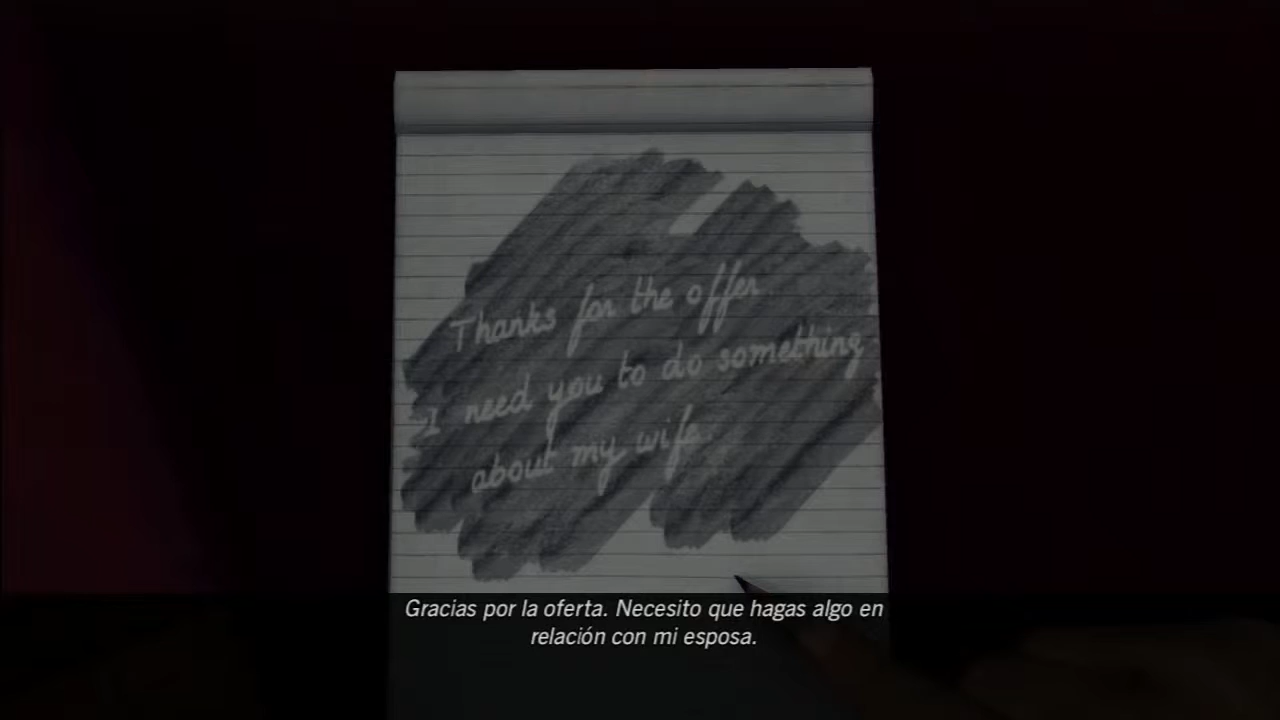 Thanks for the offer
I need you to do something
about my wife.
Gracias por la oferta. Necesito que hagas algo en
relación con mi esposa.